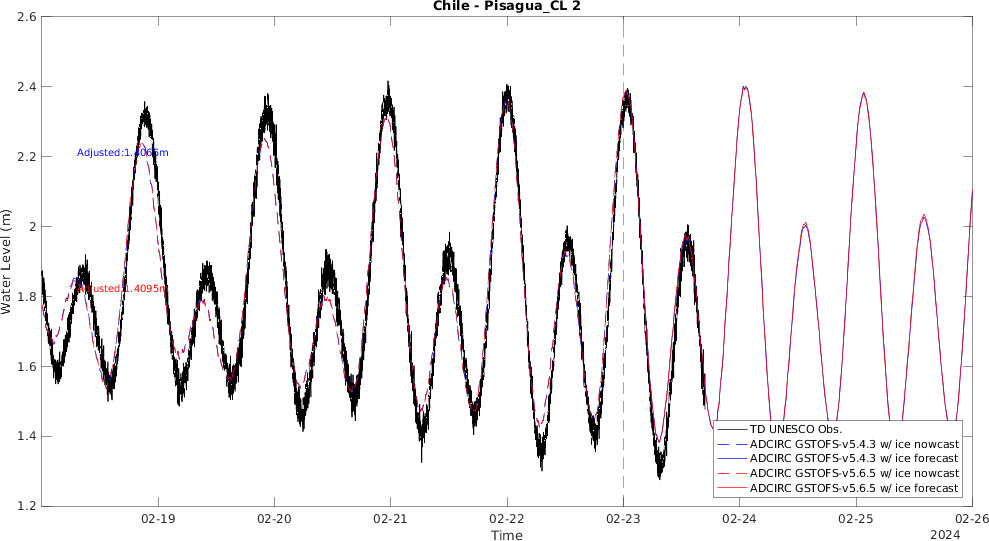 Chile - Pisagua_CL 2
Water Level (m)
2.6
2.4
2.2
2
1.8
1.6
1.4
1.2
Adjusted:1.4065m
Adjusted:1.4095m
TD UNESCO Obs.
ADCIRC GSTOFS-v5.4.3 w/ ice nowcast
ADCIRC GSTOFS-v5.4.3 w/ ice forecast
ADCIRC GSTOFS-v5.6.5 w/ ice nowcast
ADCIRC GSTOFS-v5.6.5 w/ ice forecast
02-19 02-20 02-21 02-22 02-23 02-24 02-25 02-26
Time
2024